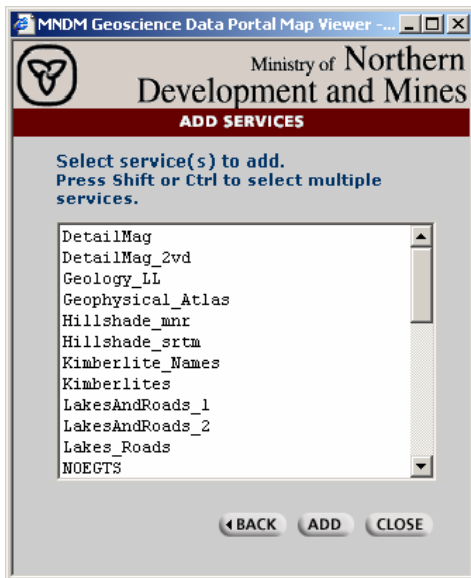 MNDM Geoscience Data Portal Map Viewer -...
Ministry of Northern
Development and Mines
ADD SERVICES
Select service(s) to add.
Press Shift or Ctrl to select multiple
services.
DetailMag
DetailMag_2vd
Geology_LL
Geophysical_Atlas
Hillshade_mnr
Hillshade_srtm
Kimberlite_Names
Kimberlites
LakesAndRoads_1
LakesAndRoads_2
Lakes_Roads
NOEGTS
BACK ADD CLOSE